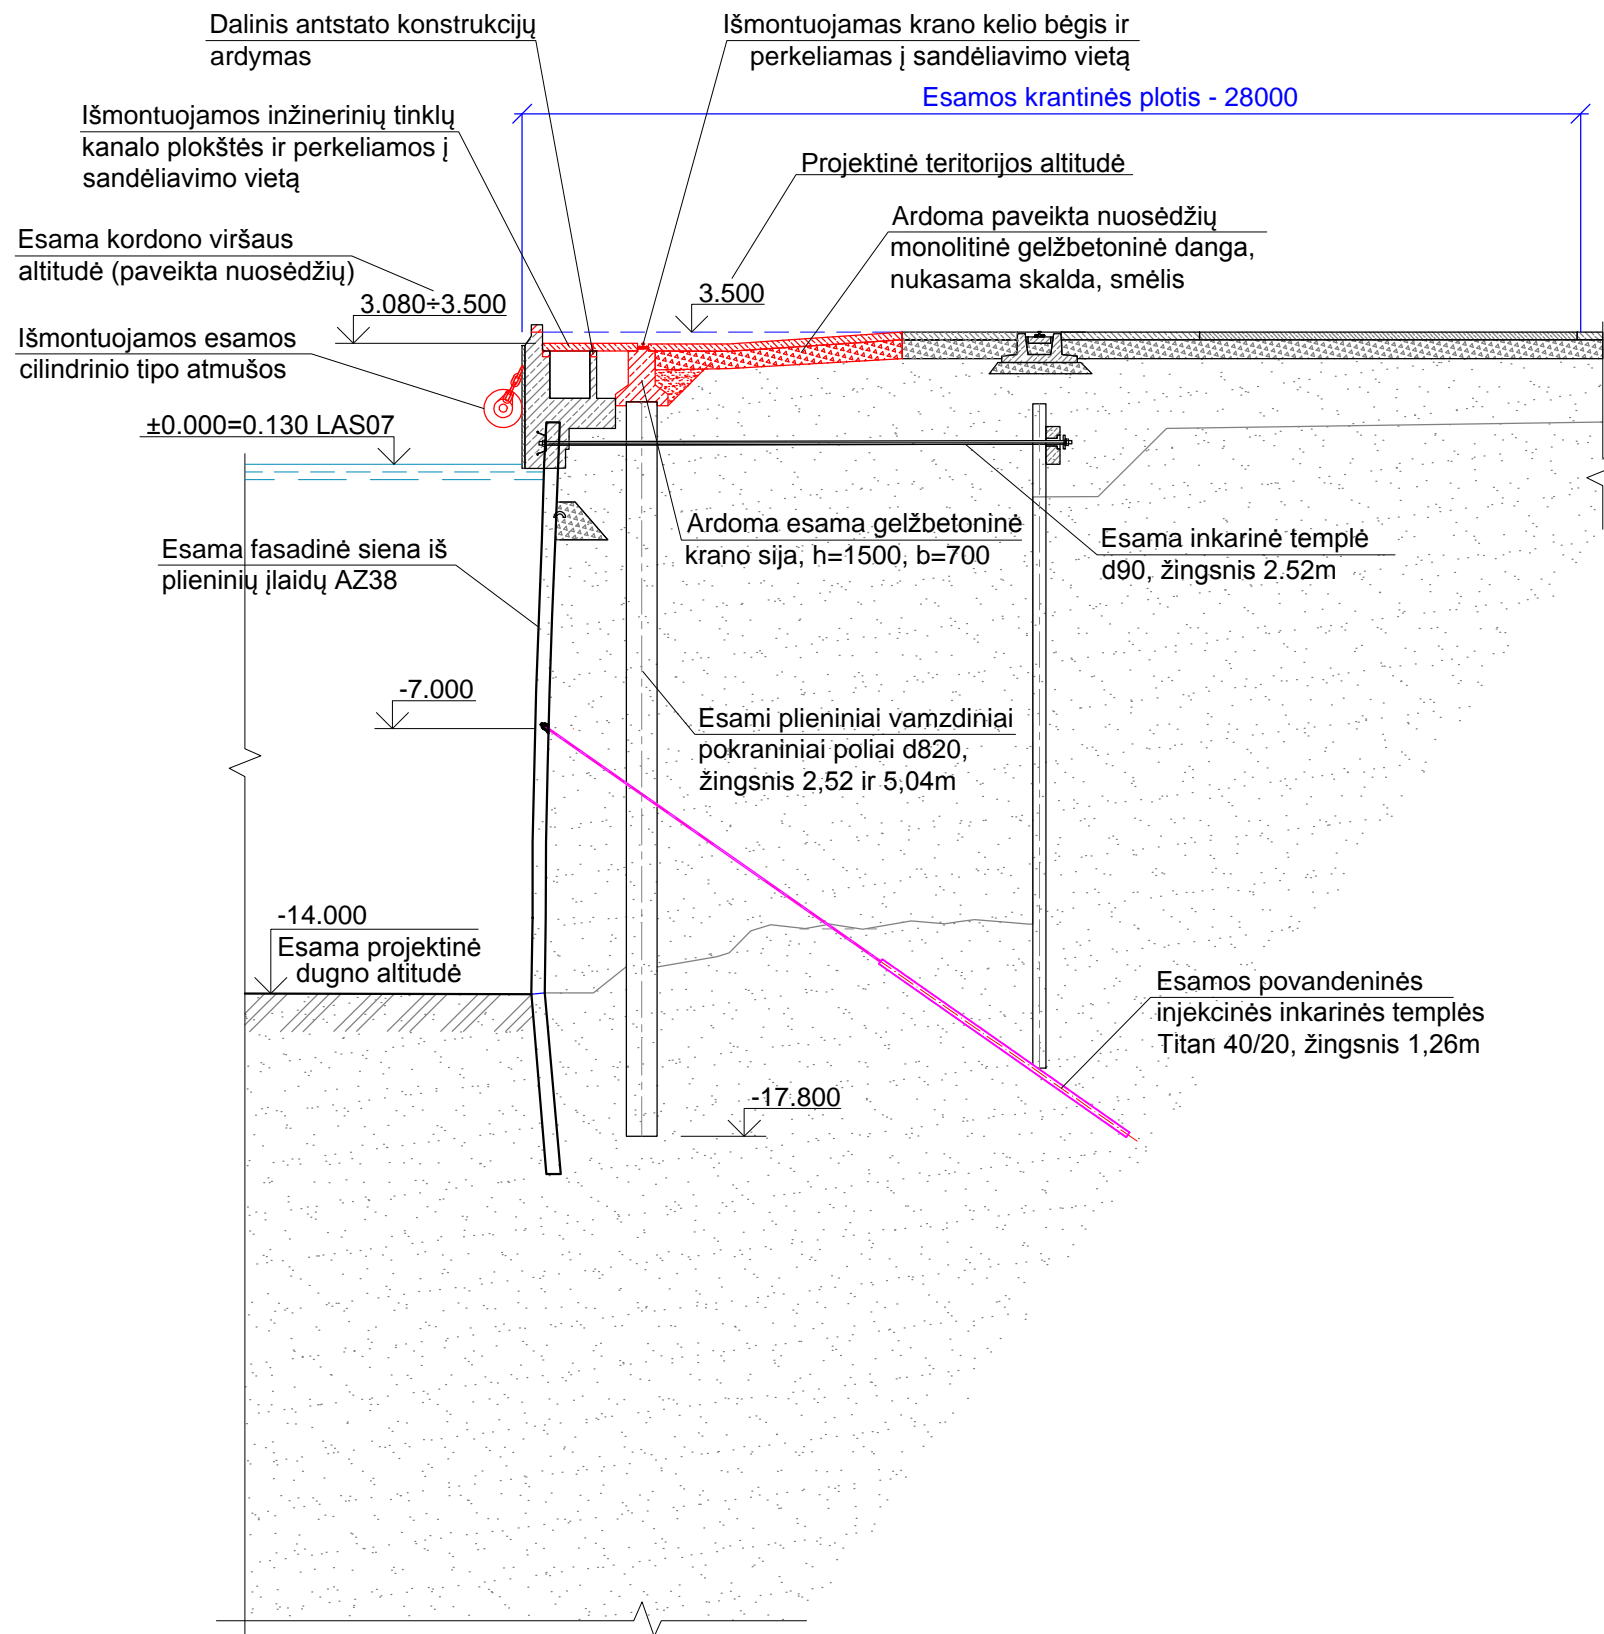 Dalinis antstato konstrukcijų
ardymas
Išmontuojamas krano kelio bėgis ir
perkeliamas į sandėliavimo vietą
Esamos krantinės plotis - 28000
Išmontuojamos inžinerinių tinklų
kanalo plokštės ir perkeliamos į
sandėliavimo vietą
Projektinė teritorijos altitudė
Ardoma paveikta nuosėdžių
monolitinė gelžbetoninė danga,
nukasama skalda, smėlis
Esama kordono viršaus
altitudė (paveikta nuosėdžių)
3.080÷3.500
3.500
Išmontuojamos esamos
cilindrinio tipo atmušos
±0.000=0.130 LAS07
Esama fasadinė siena iš
plieninių įlaidų AZ38
Ardoma esama gelžbetoninė
krano sija, h=1500, b=700
Esama inkarinė templė
d90, žingsnis 2.52m
-7.000
Esami plieniniai vamzdiniai
pokraniniai poliai d820,
žingsnis 2,52 ir 5,04m
-14.000
Esama projektinė
dugno altitudė
Esamos povandeninės
injekcinės inkarinės templės
Titan 40/20, žingsnis 1,26m
-17.800